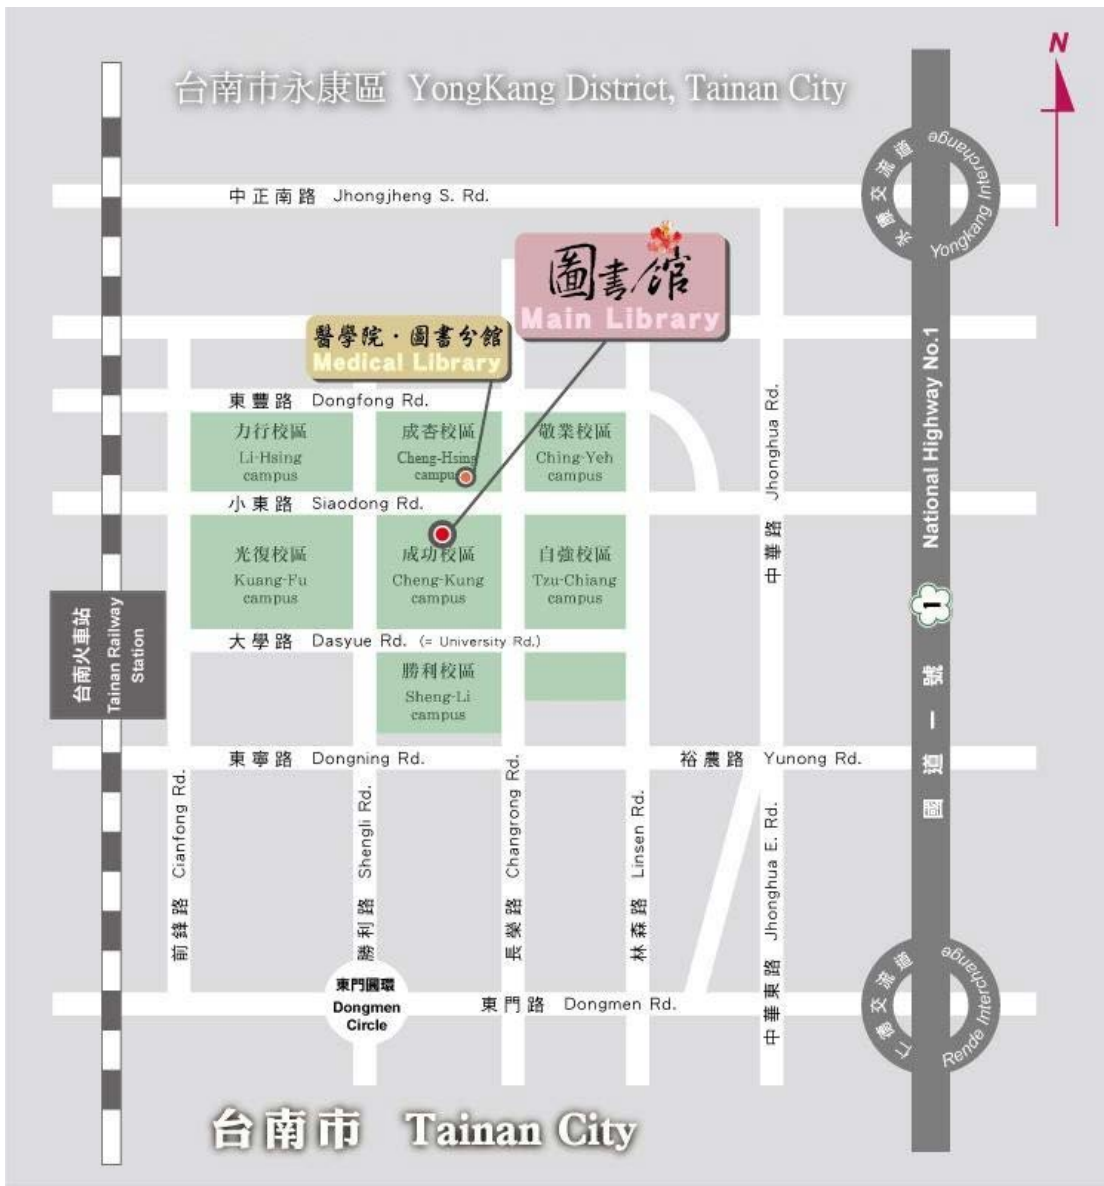 N
台南市永康區 YongKang District, Tainan City
永康交流道
Yongkang Interchange
中正南路 Jhongjheng S. Rd.
圖書館
Main Library
醫學院·圖書分館
Medical Library
National Highway No.1
1
國道一號
東豐路 Dongfong Rd.
中華路 Jhonghua Rd.
力行校區
Li-Hsing
campus
成杏校區
Cheng-Hsing
campus
敬業校區
Ching-Yeh
campus
小東路 Siaodong Rd.
光復校區
Kuang-Fu
campus
成功校區
Cheng-Kung
campus
自強校區
Tzu-Chiang
campus
台南火車站
Tainan Railway
Station
大學路 Dasyue Rd. (= University Rd.)
勝利校區
Sheng-Li
campus
東寧路 Dongning Rd.
裕農路 Yunong Rd.
前鋒路 Cianfong Rd.
勝利路 Shengli Rd.
長榮路 Changrong Rd.
林森路 Linsen Rd.
中華東路 Jhonghua E. Rd.
東門圓環
Dongmen
Circle
東門路 Dongmen Rd.
仁德交流道
Rende Interchange
台南市 Tainan City